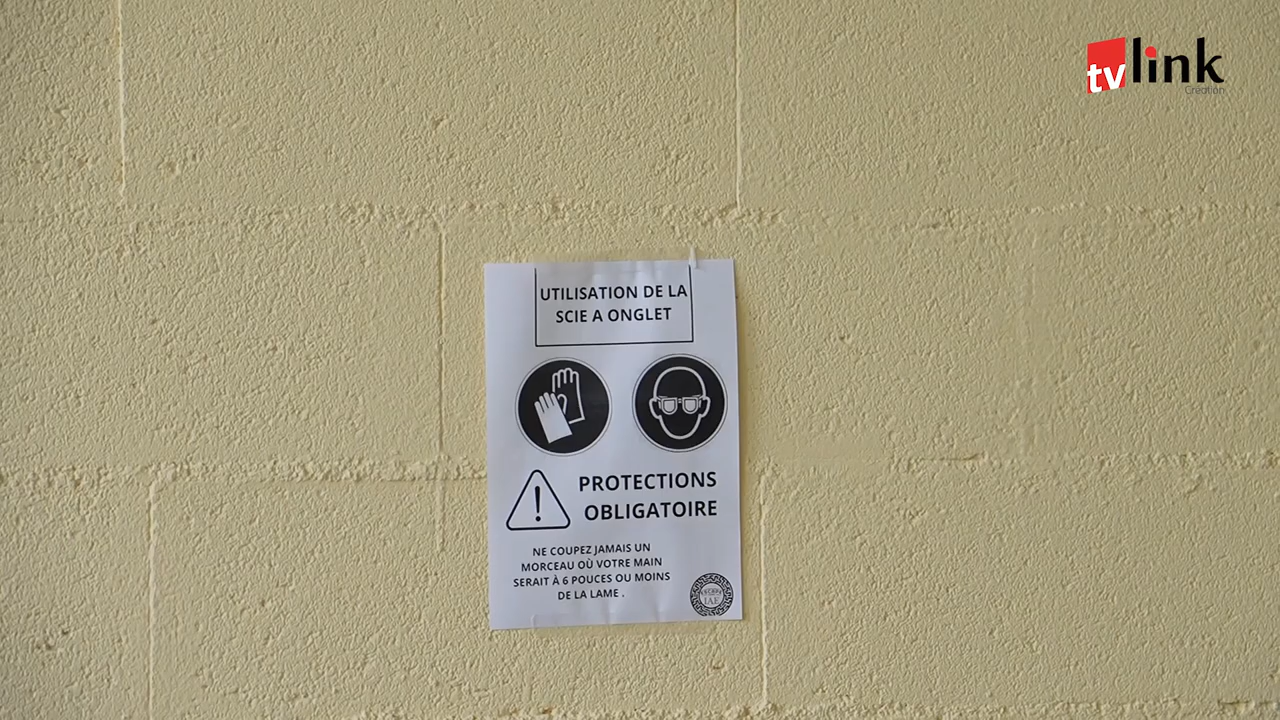 tv link
Création
UTILISATION DE LA
SCIE A ONGLET
PROTECTIONS
OBLIGATOIRE
NE COUPEZ JAMAIS UN
MORCEAU OÙ VOTRE MAIN
SERAIT À 6 POUCES OU MOINS
DE LA LAME .
IAE